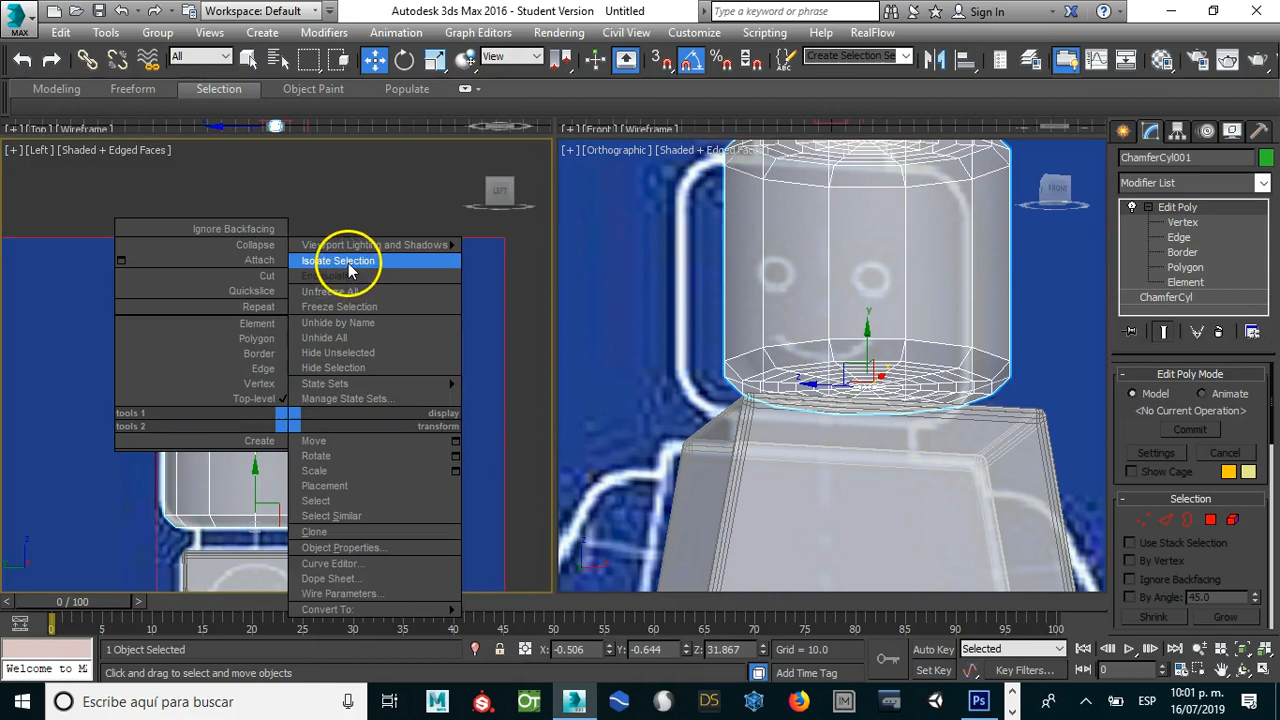 MAX
Workspace: Default
Autodesk 3ds Max 2016 - Student Version Untitled
Type a keyword or phrase
Sign In
Edit Tools Group Views Create Modifiers Animation Graph Editors Rendering Civil View Customize Scripting Help RealFlow
All
View
3
Create Selection Se
Modeling Freeform Selection Object Paint Populate
[+] [Top] [Wireframe]
[+] [Front] [Wireframe]
[+] [Left] [Shaded + Edged Faces]
[+] [Orthographic] [Shaded + Edged
LEFT
FRONT
ChamferCyl001
Modifier List
Edit Poly
Vertex
Edge
Border
Polygon
Element
ChamferCyl
Ignore Backfacing
Collapse
Attach
Cut
Quickslice
Repeat
Element
Polygon
Border
Edge
Vertex
Top-level
tools 1
tools 2
Create
Viewport Lighting and Shadows
Isolate Selection
Unfreeze All
Freeze Selection
Unhide by Name
Unhide All
Hide Unselected
Hide Selection
State Sets
Manage State Sets...
display
transform
Move
Rotate
Scale
Placement
Select
Select Similar
Clone
Object Properties...
Curve Editor...
Dope Sheet...
Wire Parameters...
Convert To:
Edit Poly Mode
Model Animate
<No Current Operation>
Commit
Settings Cancel
Show Cage
Selection
Use Stack Selection
By Vertex
Ignore Backfacing
By Angle: 45.0
Shrink Grow
y
z
x
z
0 / 100
0 5 10 15 20 25 30 35 40 45 50 55 60 65 70 75 80 85 90 95 100
1 Object Selected
X: -0.506 Y: -0.644 Z: 31.867 Grid = 10.0
Auto Key Selected
Welcome to M
Click and drag to select and move objects
Add Time Tag
Set Key Key Filters...
0
Escribe aquí para buscar
ESP
10:01 p. m.
16/07/2019